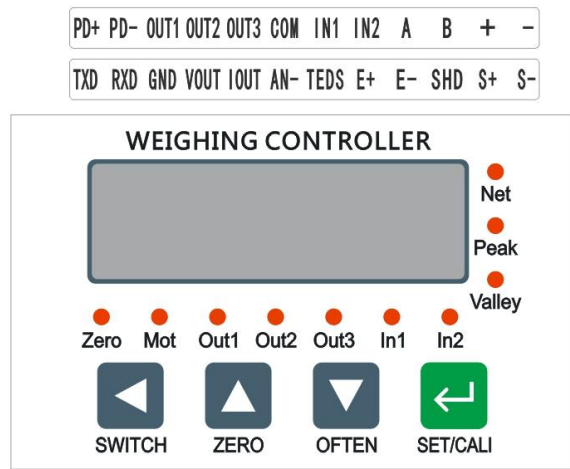 PD+ PD- OUT1 OUT2 OUT3 COM IN1 IN2 A B + -
TXD RXD GND VOUT IOUT AN- TEDS E+ E- SHD S+ S-
WEIGHING CONTROLLER
Net
Peak
Valley
Zero Mot Out1 Out2 Out3 In1 In2
SWITCH ZERO OFTEN SET/CALI